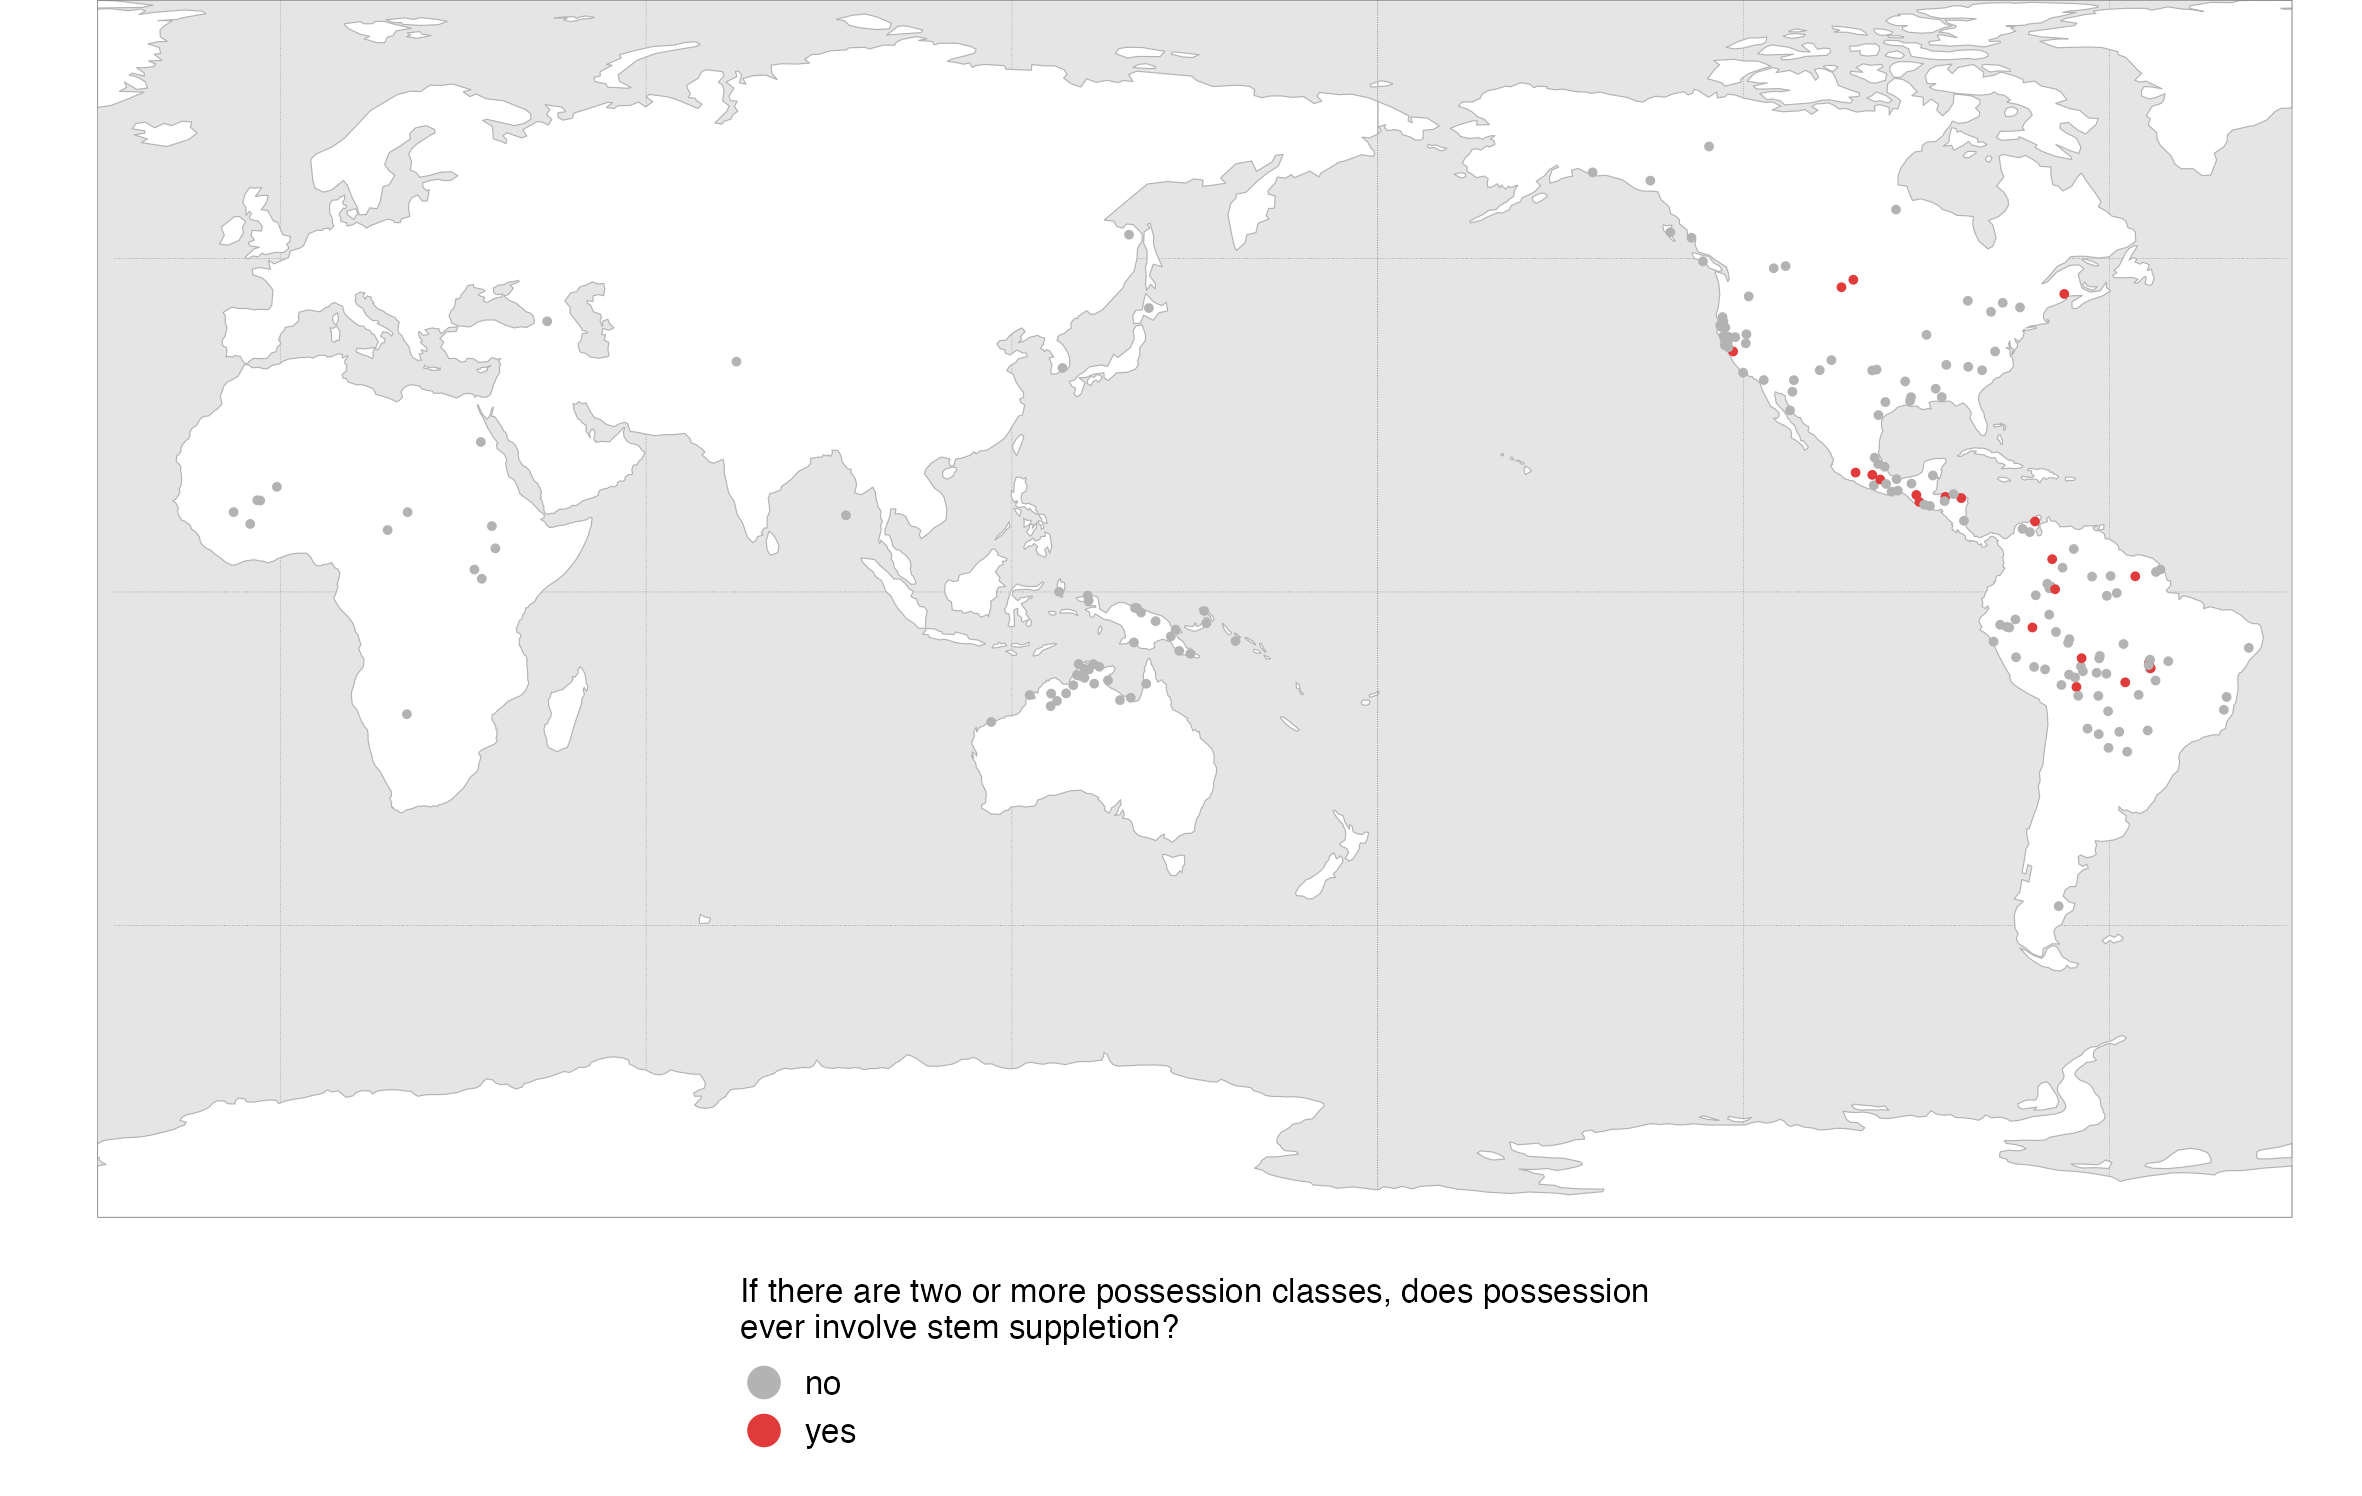 If there are two or more possession classes, does possession
ever involve stem suppletion?
no
yes